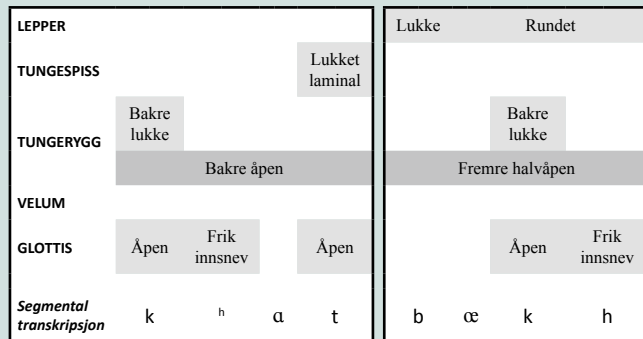 LEPPER Lukke Rundet
TUNGESPISS Lukket laminal
TUNGERYGG Bakre lukke Bakre lukke
Bakre åpen Fremre halvåpen
VELUM
GLOTTIS Åpen Frik innsnev Åpen Åpen Frik innsnev
Segmental transkripsjon k ʰ ɑ t b œ k h